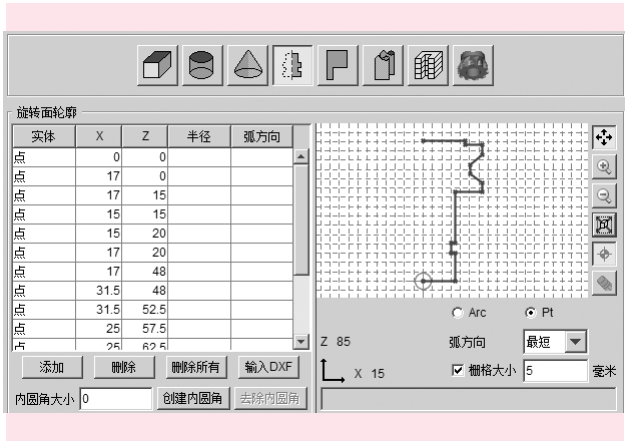 旋转面轮廓
实体 X Z 半径 弧方向
点 0 0
点 17 0
点 17 15
点 15 15
点 15 20
点 17 20
点 17 48
点 31.5 48
点 31.5 52.5
点 25 57.5
点 25 62.5
添加 删除 删除所有 输入DXF
内圆角大小 0 创建内圆角 去除内圆角
Arc Pt
Z 85 弧方向 最短
X 15 栅格大小 5 毫米